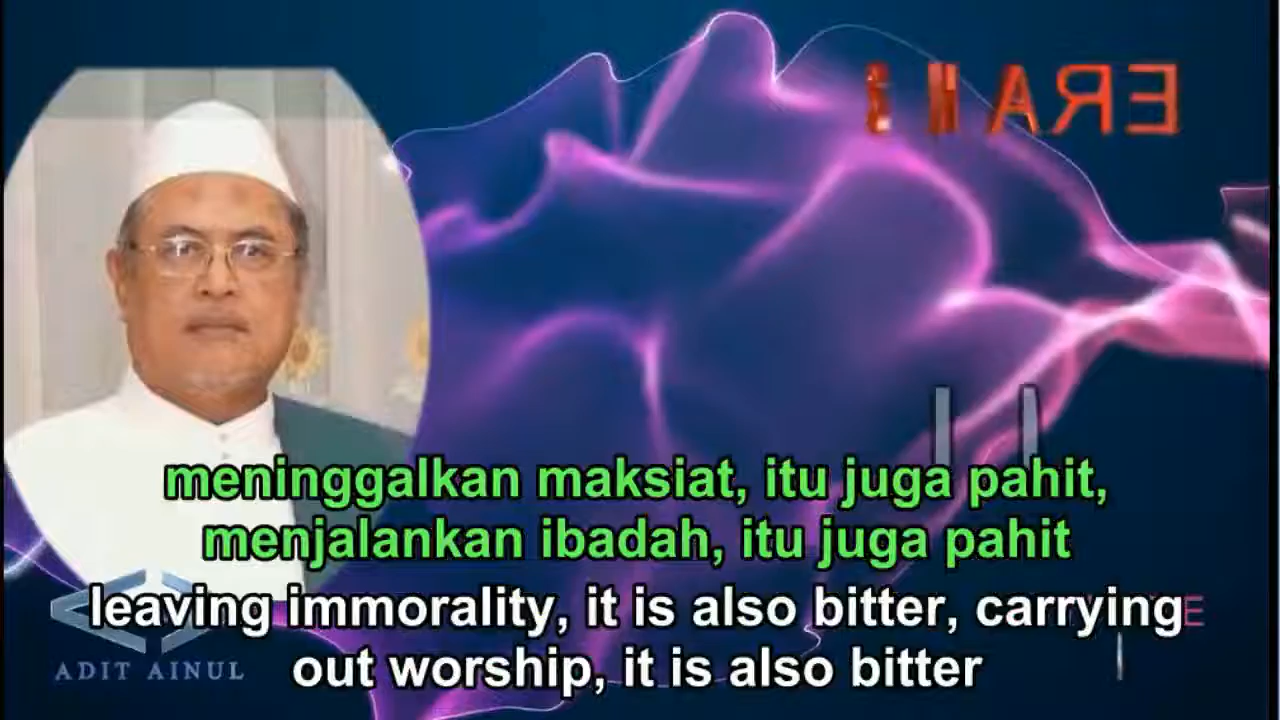 meninggalkan maksiat, itu juga pahit,
menjalankan ibadah, itu juga pahit
leaving immorality, it is also bitter, carrying
out worship, it is also bitter
ADIT AINUL